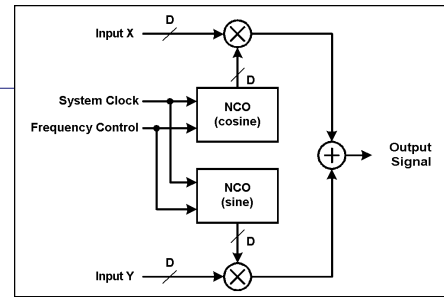 D
Input X
D
System Clock
NCO
(cosine)
Frequency Control
Output
Signal
NCO
(sine)
D
D
Input Y